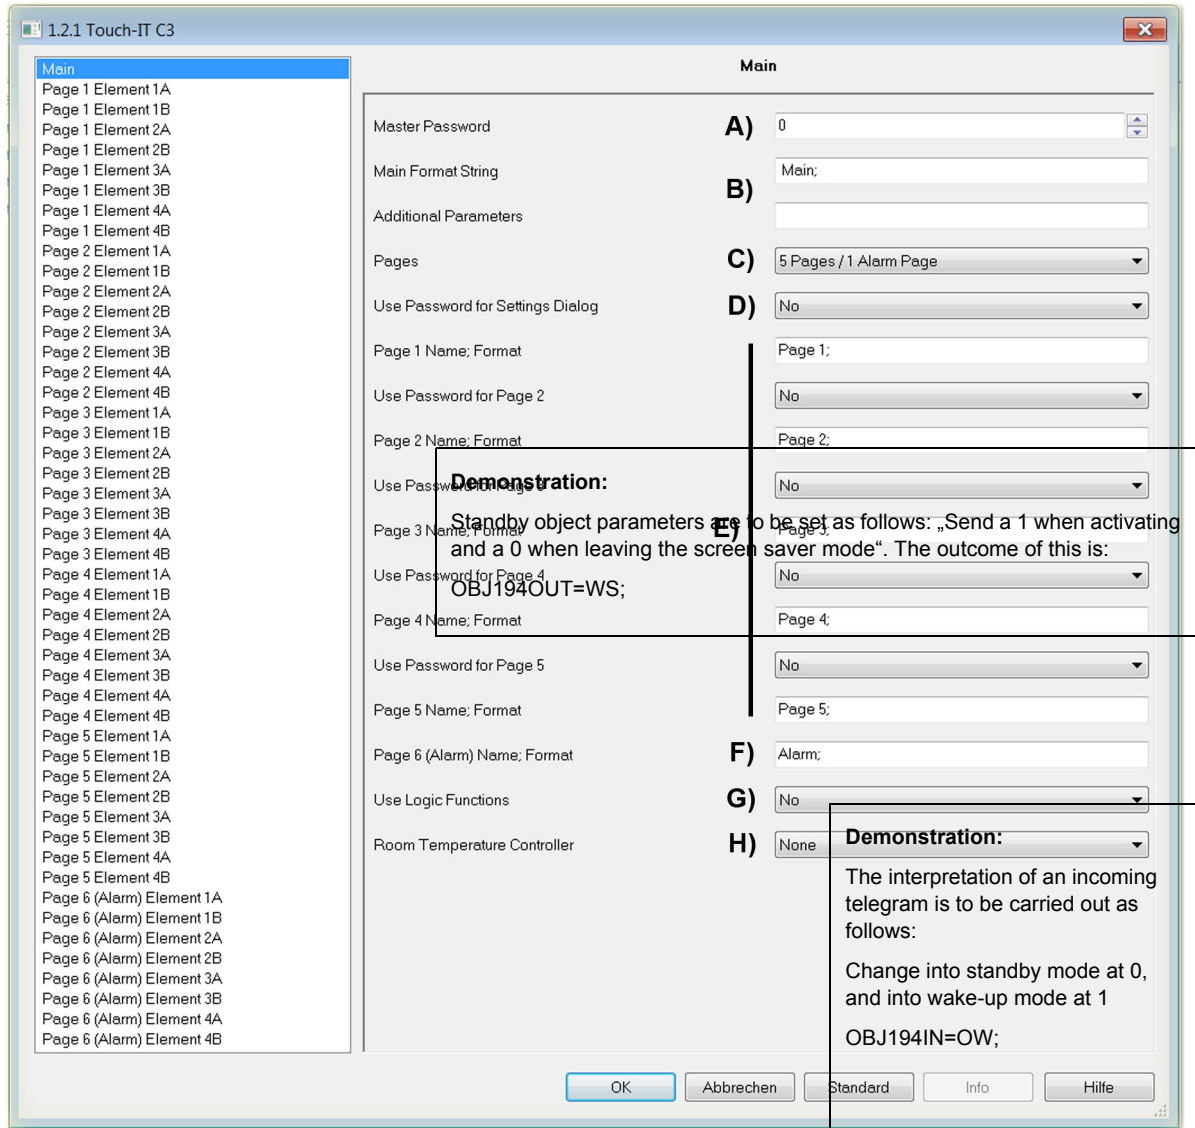 1.2.1 Touch-IT C3
Main
Page 1 Element 1A
Page 1 Element 1B
Page 1 Element 2A
Page 1 Element 2B
Page 1 Element 3A
Page 1 Element 3B
Page 1 Element 4A
Page 1 Element 4B
Page 2 Element 1A
Page 2 Element 1B
Page 2 Element 2A
Page 2 Element 2B
Page 2 Element 3A
Page 2 Element 3B
Page 2 Element 4A
Page 2 Element 4B
Page 3 Element 1A
Page 3 Element 1B
Page 3 Element 2A
Page 3 Element 2B
Page 3 Element 3A
Page 3 Element 3B
Page 3 Element 4A
Page 3 Element 4B
Page 4 Element 1A
Page 4 Element 1B
Page 4 Element 2A
Page 4 Element 2B
Page 4 Element 3A
Page 4 Element 3B
Page 4 Element 4A
Page 4 Element 4B
Page 5 Element 1A
Page 5 Element 1B
Page 5 Element 2A
Page 5 Element 2B
Page 5 Element 3A
Page 5 Element 3B
Page 5 Element 4A
Page 5 Element 4B
Page 6 (Alarm) Element 1A
Page 6 (Alarm) Element 1B
Page 6 (Alarm) Element 2A
Page 6 (Alarm) Element 2B
Page 6 (Alarm) Element 3A
Page 6 (Alarm) Element 3B
Page 6 (Alarm) Element 4A
Page 6 (Alarm) Element 4B
Main
Master Password A) 0
Main Format String Main;
B)
Additional Parameters
Pages C) 5 Pages / 1 Alarm Page
Use Password for Settings Dialog D) No
Page 1 Name; Format Page 1;
Use Password for Page 2 No
Page 2 Name; Format Page 2;
Use Password for Page 3 No
Page 3 Name; Format E) Page 3;
Use Password for Page 4 No
Page 4 Name; Format Page 4;
Use Password for Page 5 No
Page 5 Name; Format Page 5;
Page 6 (Alarm) Name; Format F) Alarm;
Use Logic Functions G) No
Room Temperature Controller H) None
Demonstration:
Standby object parameters are to be set as follows: „Send a 1 when activating
and a 0 when leaving the screen saver mode“. The outcome of this is:
OBJ194OUT=WS;
Demonstration:
The interpretation of an incoming
telegram is to be carried out as
follows:
Change into standby mode at 0,
and into wake-up mode at 1
OBJ194IN=OW;
OK Abbrechen Standard Info Hilfe